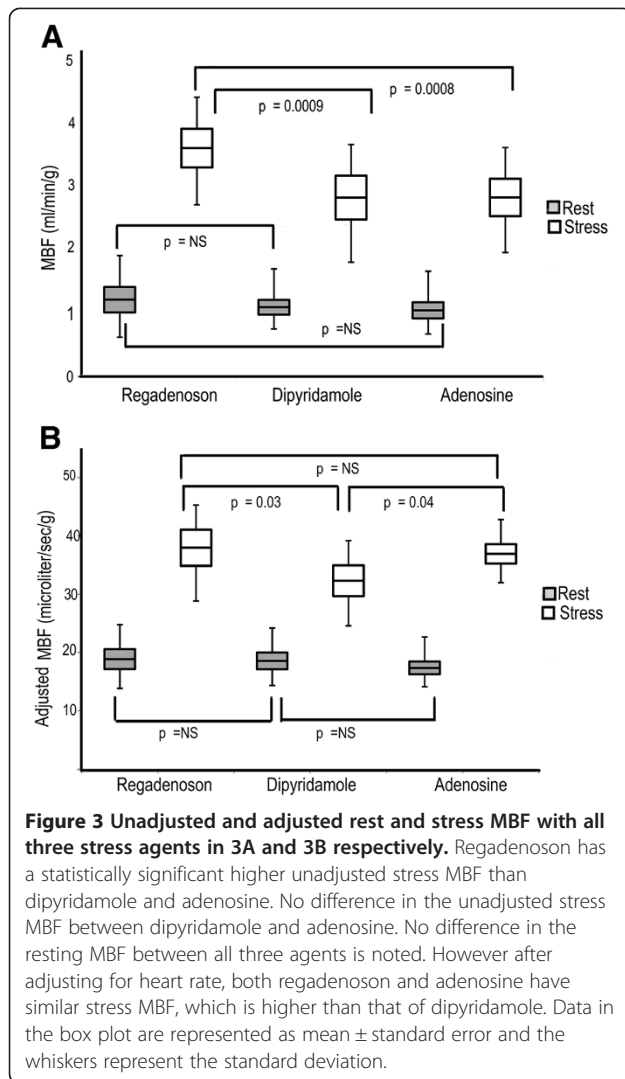 A
5
p = 0.0008
p = 0.0009
4
MBF (ml/min/g)
3
Rest
Stress
2
p = NS
1
p =NS
0
Regadenoson Dipyridamole Adenosine
B
50
p = NS
p = 0.03 p = 0.04
40
Adjusted MBF (microliter/sec/g)
30
Rest
Stress
20
10
p =NS p =NS
Regadenoson Dipyridamole Adenosine
Figure 3 Unadjusted and adjusted rest and stress MBF with all
three stress agents in 3A and 3B respectively. Regadenoson has
a statistically significant higher unadjusted stress MBF than
dipyridamole and adenosine. No difference in the unadjusted stress
MBF between dipyridamole and adenosine. No difference in the
resting MBF between all three agents is noted. However after
adjusting for heart rate, both regadenoson and adenosine have
similar stress MBF, which is higher than that of dipyridamole. Data in
the box plot are represented as mean ± standard error and the
whiskers represent the standard deviation.